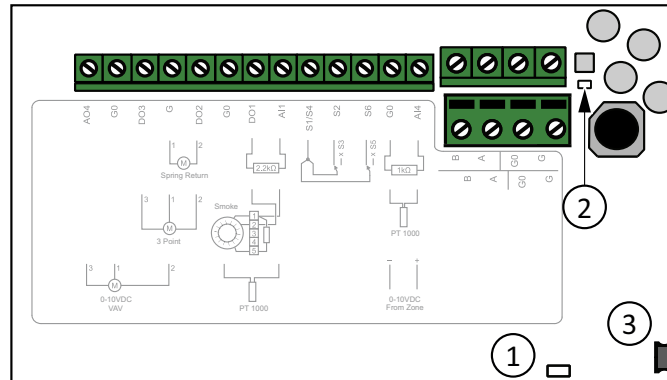 AO4 G0 DO3 G DO2 G0 DO1 AI1 S1/S4 S2 S6 G0 AI4
B A G0 G
B A G0 G
1 2
M
Spring Return
2.2kΩ
x S3
x S5
1kΩ
3 1 2
M
3 Point
Smoke
1
2
3
4
5
PT 1000
2
3 1 2
M
0-10VDC
VAV
PT 1000
− +
0-10VDC
From Zone
1
3